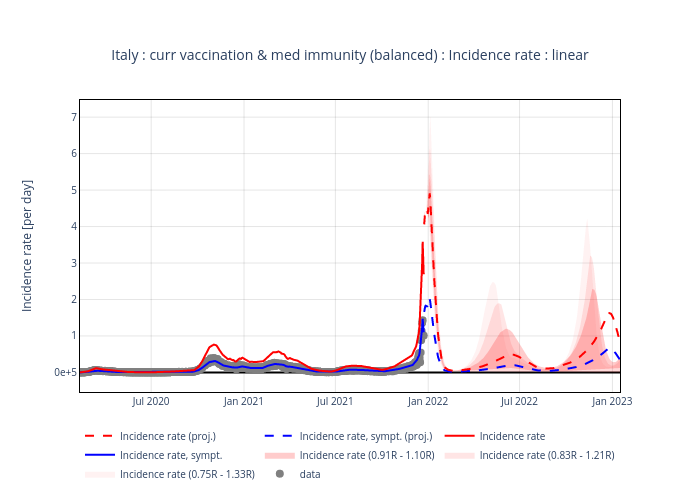 Italy : curr vaccination & med immunity (balanced) : Incidence rate : linear
Incidence rate [per day]
7
6
5
4
3
2
1
0e+5
Jul 2020
Jan 2021
Jul 2021
Jan 2022
Jul 2022
Jan 2023
Incidence rate (proj.)
Incidence rate, sympt. (proj.)
Incidence rate
Incidence rate, sympt.
Incidence rate (0.91R - 1.10R)
Incidence rate (0.83R - 1.21R)
Incidence rate (0.75R - 1.33R)
data